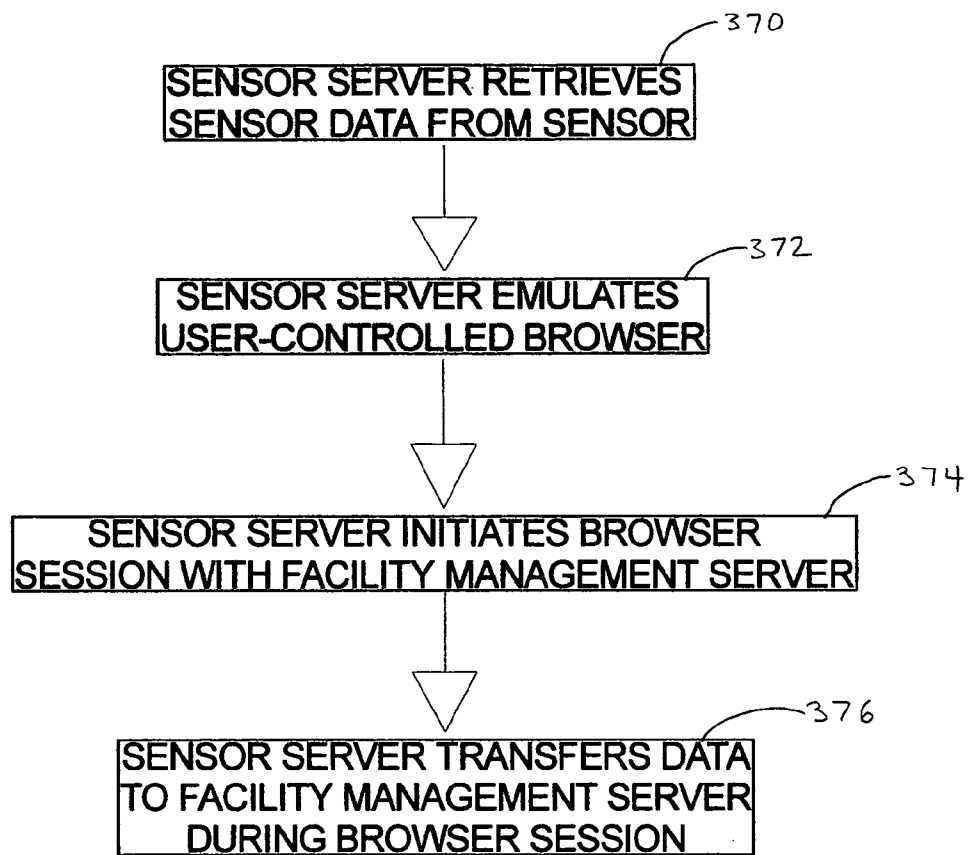 370
SENSOR SERVER RETRIEVES
SENSOR DATA FROM SENSOR
372
SENSOR SERVER EMULATES
USER-CONTROLLED BROWSER
374
SENSOR SERVER INITIATES BROWSER
SESSION WITH FACILITY MANAGEMENT SERVER
376
SENSOR SERVER TRANSFERS DATA
TO FACILITY MANAGEMENT SERVER
DURING BROWSER SESSION